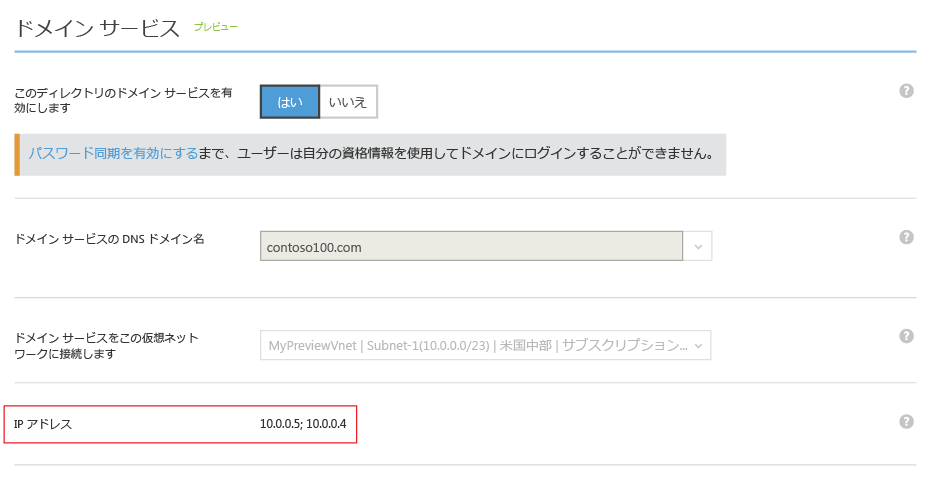 ドメイン サービス プレビュー
このディレクトリのドメイン サービスを有
効にします
はい いいえ
パスワード同期を有効にするまで、ユーザーは自分の資格情報を使用してドメインにログインすることができません。
ドメイン サービスの DNS ドメイン名
contoso100.com
ドメイン サービスをこの仮想ネット
ワークに接続します
MyPreviewVnet | Subnet-1(10.0.0.0/23) | 米国中部 | サブスクリプション...
IP アドレス
10.0.0.5; 10.0.0.4